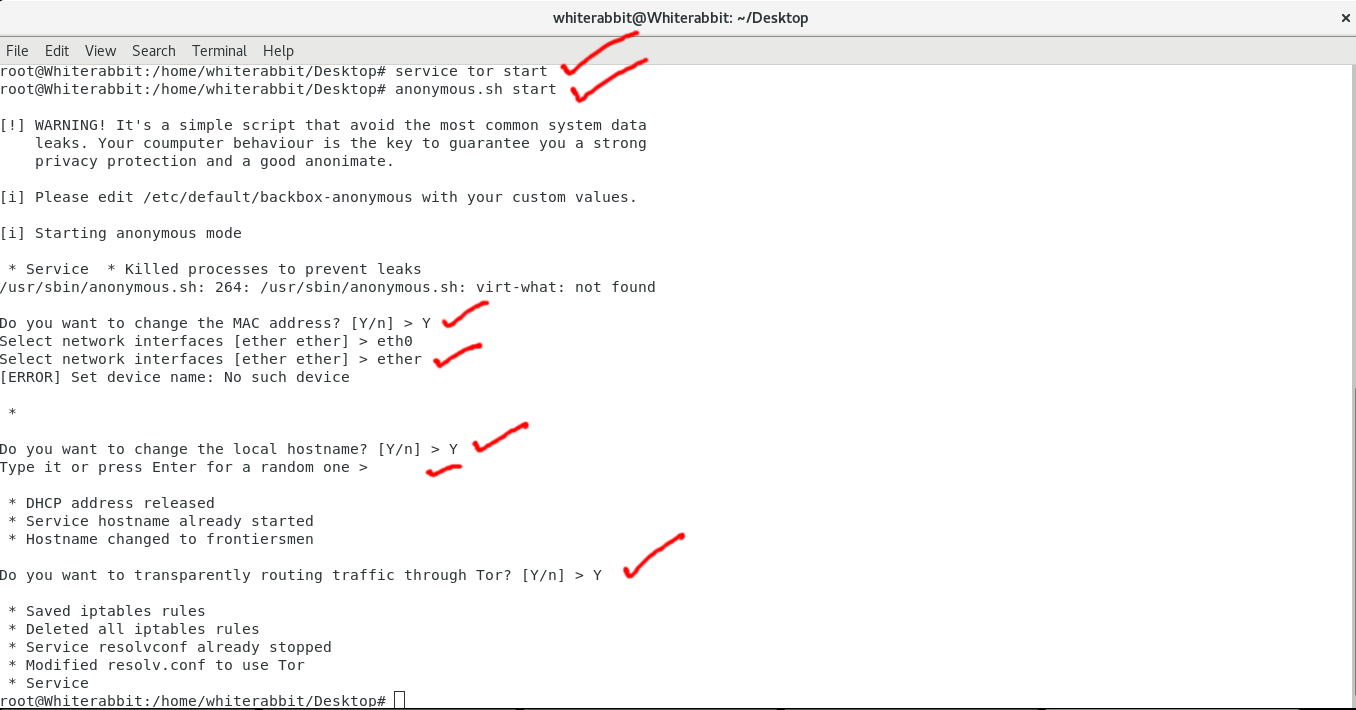 whiterabbit@Whiterabbit: ~/Desktop
File Edit View Search Terminal Help
root@Whiterabbit:/home/whiterabbit/Desktop# service tor start
root@Whiterabbit:/home/whiterabbit/Desktop# anonymous.sh start
[!] WARNING! It's a simple script that avoid the most common system data
leaks. Your coumputer behaviour is the key to guarantee you a strong
privacy protection and a good anonimate.
[i] Please edit /etc/default/backbox-anonymous with your custom values.
[i] Starting anonymous mode
* Service  * Killed processes to prevent leaks
/usr/sbin/anonymous.sh: 264: /usr/sbin/anonymous.sh: virt-what: not found
Do you want to change the MAC address? [Y/n] > Y
Select network interfaces [ether ether] > eth0
Select network interfaces [ether ether] > ether
[ERROR] Set device name: No such device
*
Do you want to change the local hostname? [Y/n] > Y
Type it or press Enter for a random one >
* DHCP address released
* Service hostname already started
* Hostname changed to frontiersmen
Do you want to transparently routing traffic through Tor? [Y/n] > Y
* Saved iptables rules
* Deleted all iptables rules
* Service resolvconf already stopped
* Modified resolv.conf to use Tor
* Service
root@Whiterabbit:/home/whiterabbit/Desktop#